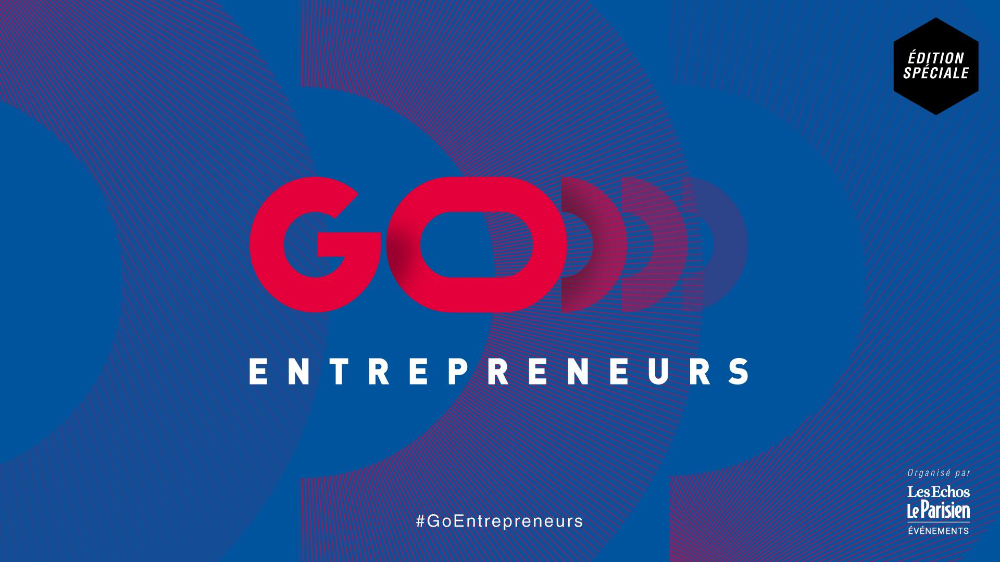 ÉDITION
SPÉCIALE
GO
ENTREPRENEURS
#GoEntrepreneurs
Organisé par
Les Echos
Le Parisien
ÉVÉNEMENTS